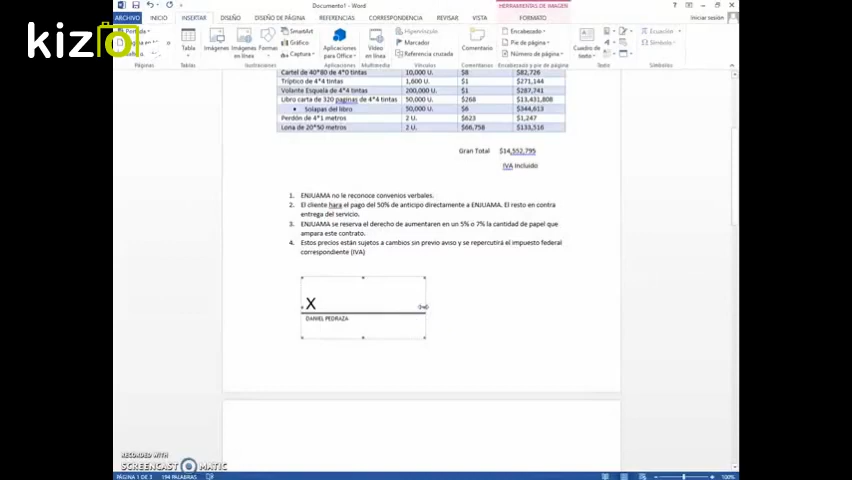 Documento1 - Word
HERRAMIENTAS DE IMAGEN
ARCHIVO INICIO INSERTAR DISEÑO DISEÑO DE PÁGINA REFERENCIAS CORRESPONDENCIA REVISAR VISTA FORMATO
Iniciar sesión
kizo
Portada
Tabla
Imágenes
Imágenes en línea
Formas
SmartArt
Gráfico
Captura
Aplicaciones para Office
Vídeo en línea
Hipervínculo
Marcador
Referencia cruzada
Comentario
Encabezado
Pie de página
Número de página
Cuadro de texto
Ecuación
Símbolo
Páginas Tablas Ilustraciones Aplicaciones Multimedia Vínculos Comentarios Encabezado y pie de página Texto Símbolos
Cartel de 40*80 de 4*0 tintas 10,000 U. $8 $82,726
Tríptico de 4*4 tintas 1,600 U. $1 $271,144
Volante Esquela de 4*4 tintas 200,000 U. $1 $287,741
Libro carta de 320 paginas de 4*4 tintas 50,000 U. $268 $13,431,808
• Solapas del libro 50,000 U. $6 $344,613
Perdón de 4*1 metros 2 U. $623 $1,247
Lona de 20*50 metros 2 U. $66,758 $133,516
Gran Total $14,552,795
IVA Incluido
1. ENJUAMA no le reconoce convenios verbales.
2. El cliente hara el pago del 50% de anticipo directamente a ENJUAMA. El resto en contra
entrega del servicio.
3. ENJUAMA se reserva el derecho de aumentaren en un 5% o 7% la cantidad de papel que
ampara este contrato.
4. Estos precios están sujetos a cambios sin previo aviso y se repercutirá el impuesto federal
correspondiente (IVA)
X
DANIEL PEDRAZA
RECORDED WITH
SCREENCAST MATIC
PÁGINA 1 DE 3 194 PALABRAS
100%